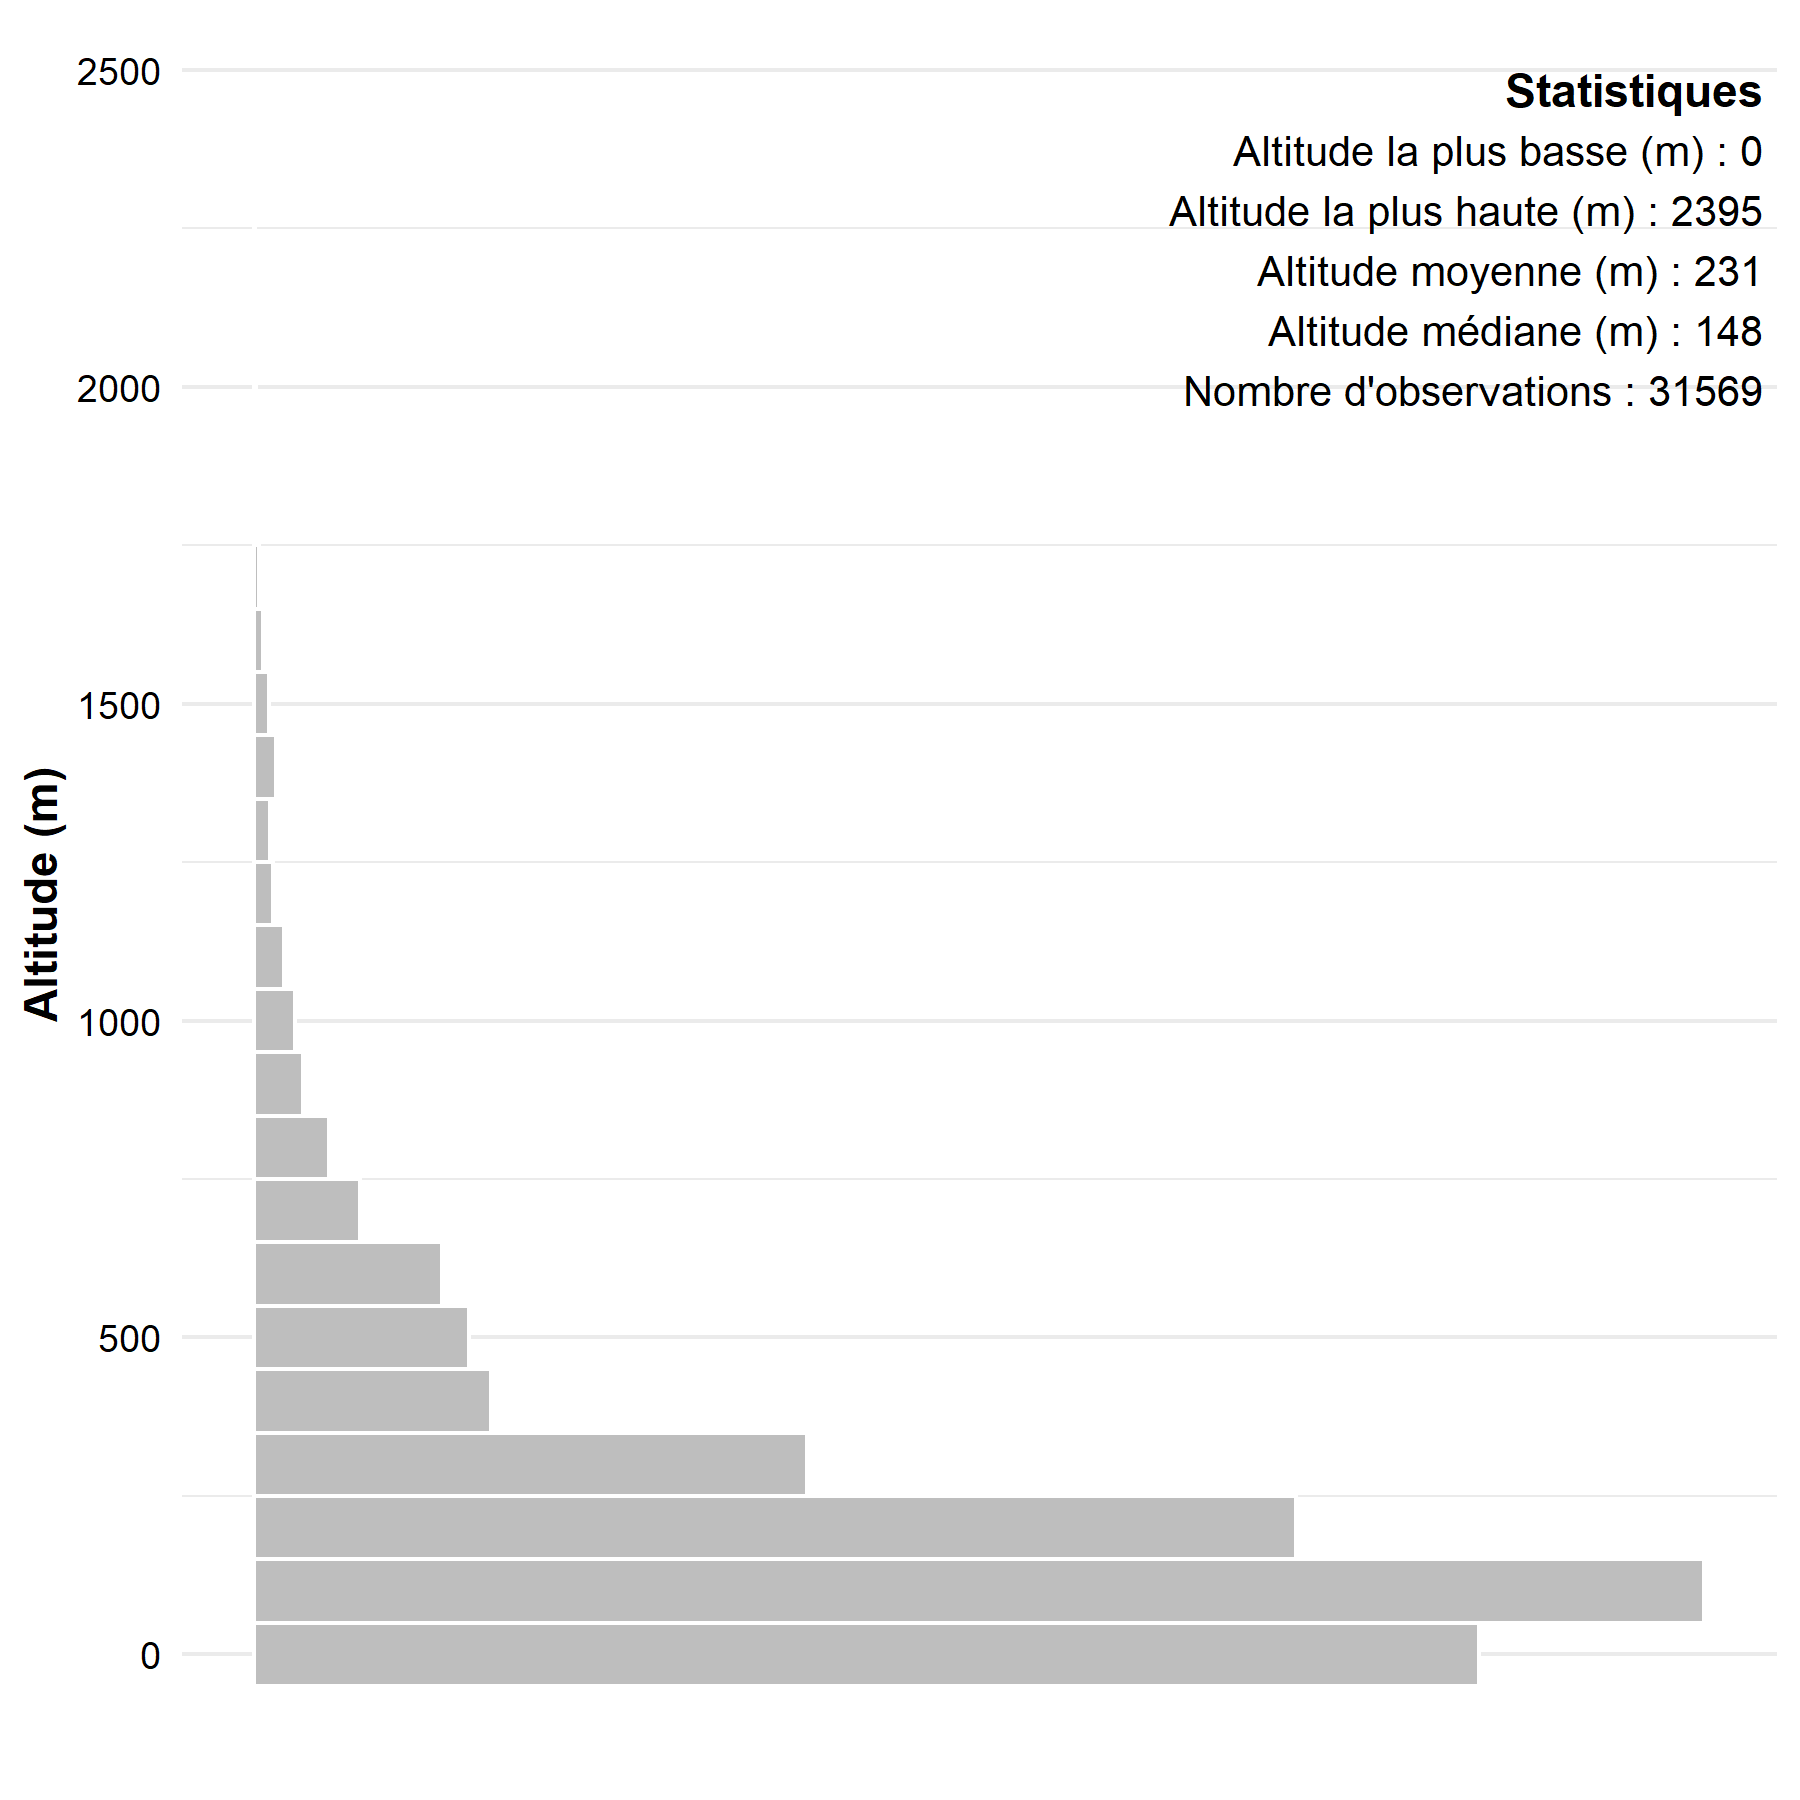 2500
Statistiques
Altitude la plus basse (m) : 0
Altitude la plus haute (m) : 2395
Altitude moyenne (m) : 231
Altitude médiane (m) : 148
2000
Nombre d'observations : 31569
1500
Altitude (m)
1000
500
0